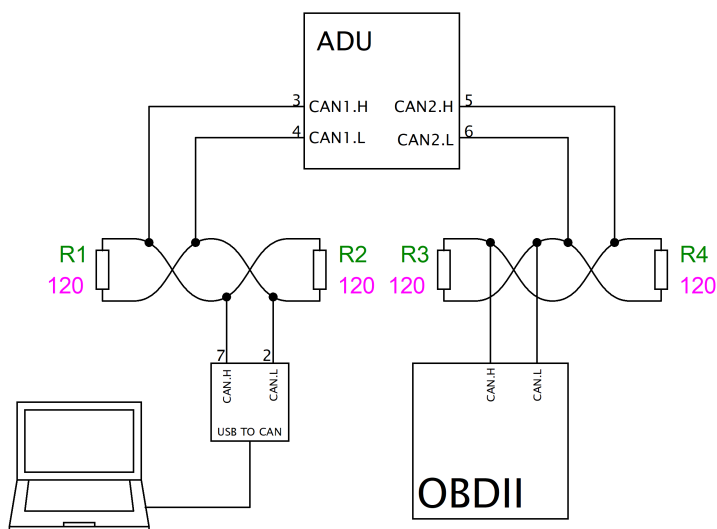 ADU
3 CAN1.H CAN2.H 5
4 CAN1.L CAN2.L 6
R1 R2 R3 R4
120 120 120 120
7 2
CAN.H CAN.L CAN.H CAN.L
USB TO CAN
OBDII